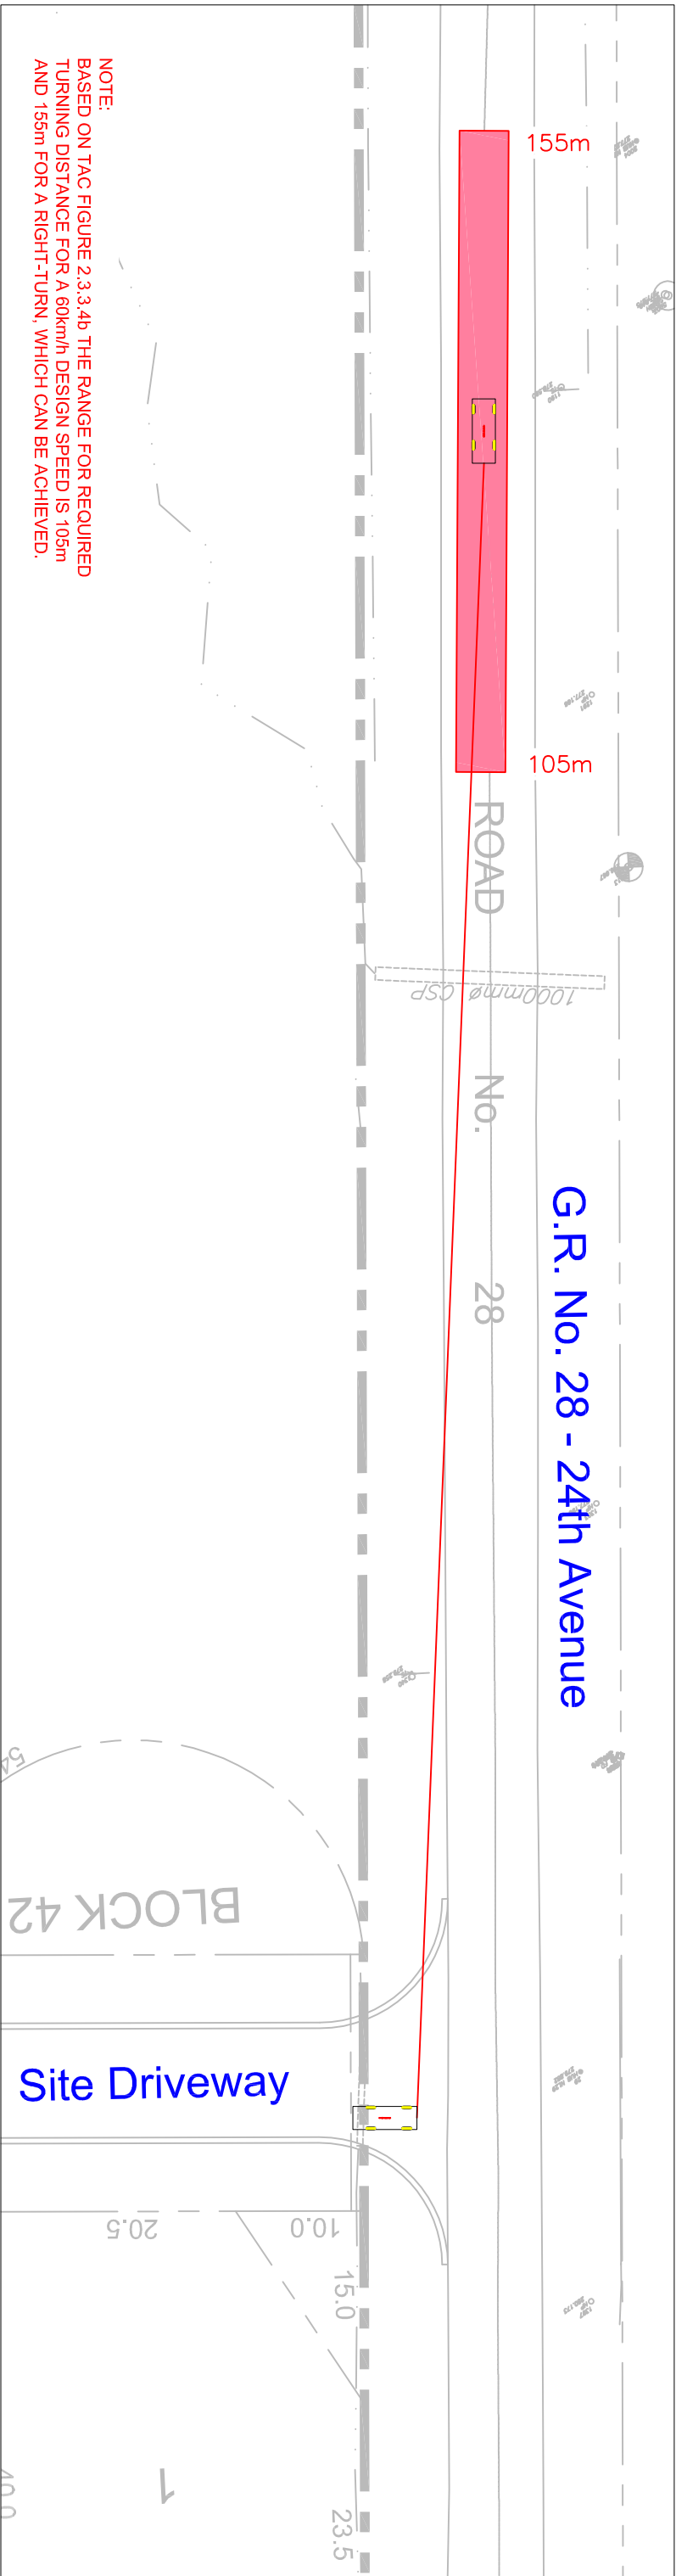 NOTE:
BASED ON TAC FIGURE 2.3.3.4b THE RANGE FOR REQUIRED
TURNING DISTANCE FOR A 60km/h DESIGN SPEED IS 105m
AND 155m FOR A RIGHT-TURN, WHICH CAN BE ACHIEVED.
155m
105m
ROAD No. 28
1000mmø CSP
G.R. No. 28 - 24th Avenue
BLOCK 42
Site Driveway
20.5
10.0
15.0
1
23.5